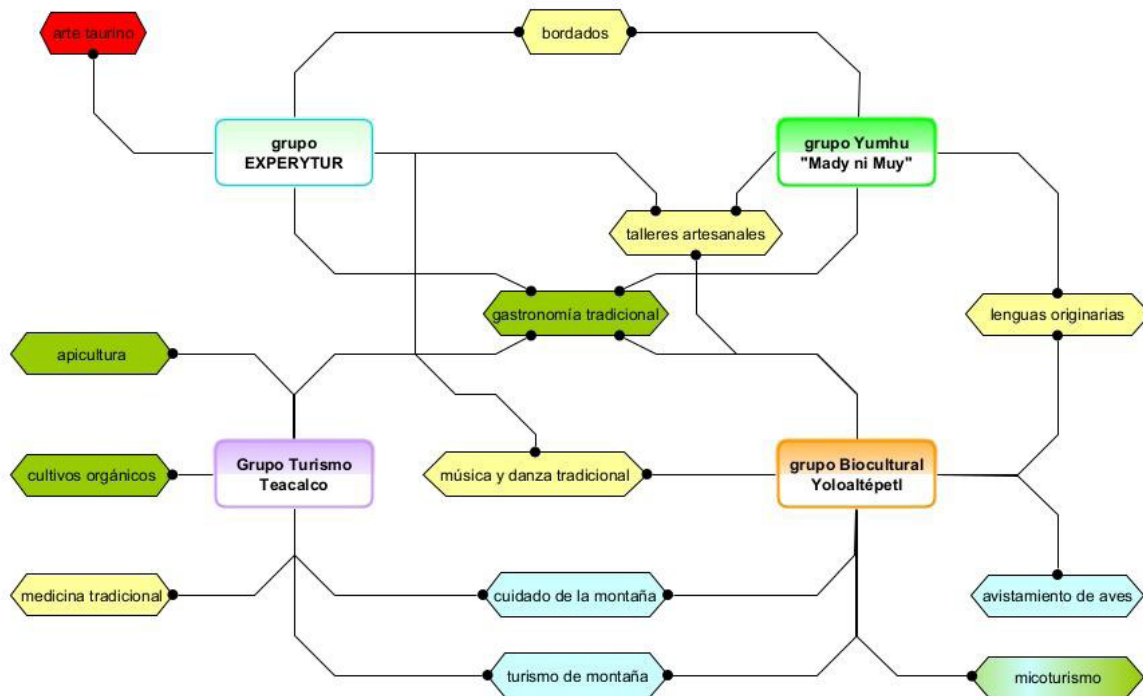 arte taurino
bordados
grupo
EXPERYTUR
grupo Yumhu
"Mady ni Muy"
talleres artesanales
gastronomía tradicional
lenguas originarias
apicultura
cultivos orgánicos
Grupo Turismo
Teacalco
música y danza tradicional
grupo Biocultural
Yoloaltépetl
medicina tradicional
cuidado de la montaña
avistamiento de aves
turismo de montaña
micoturismo